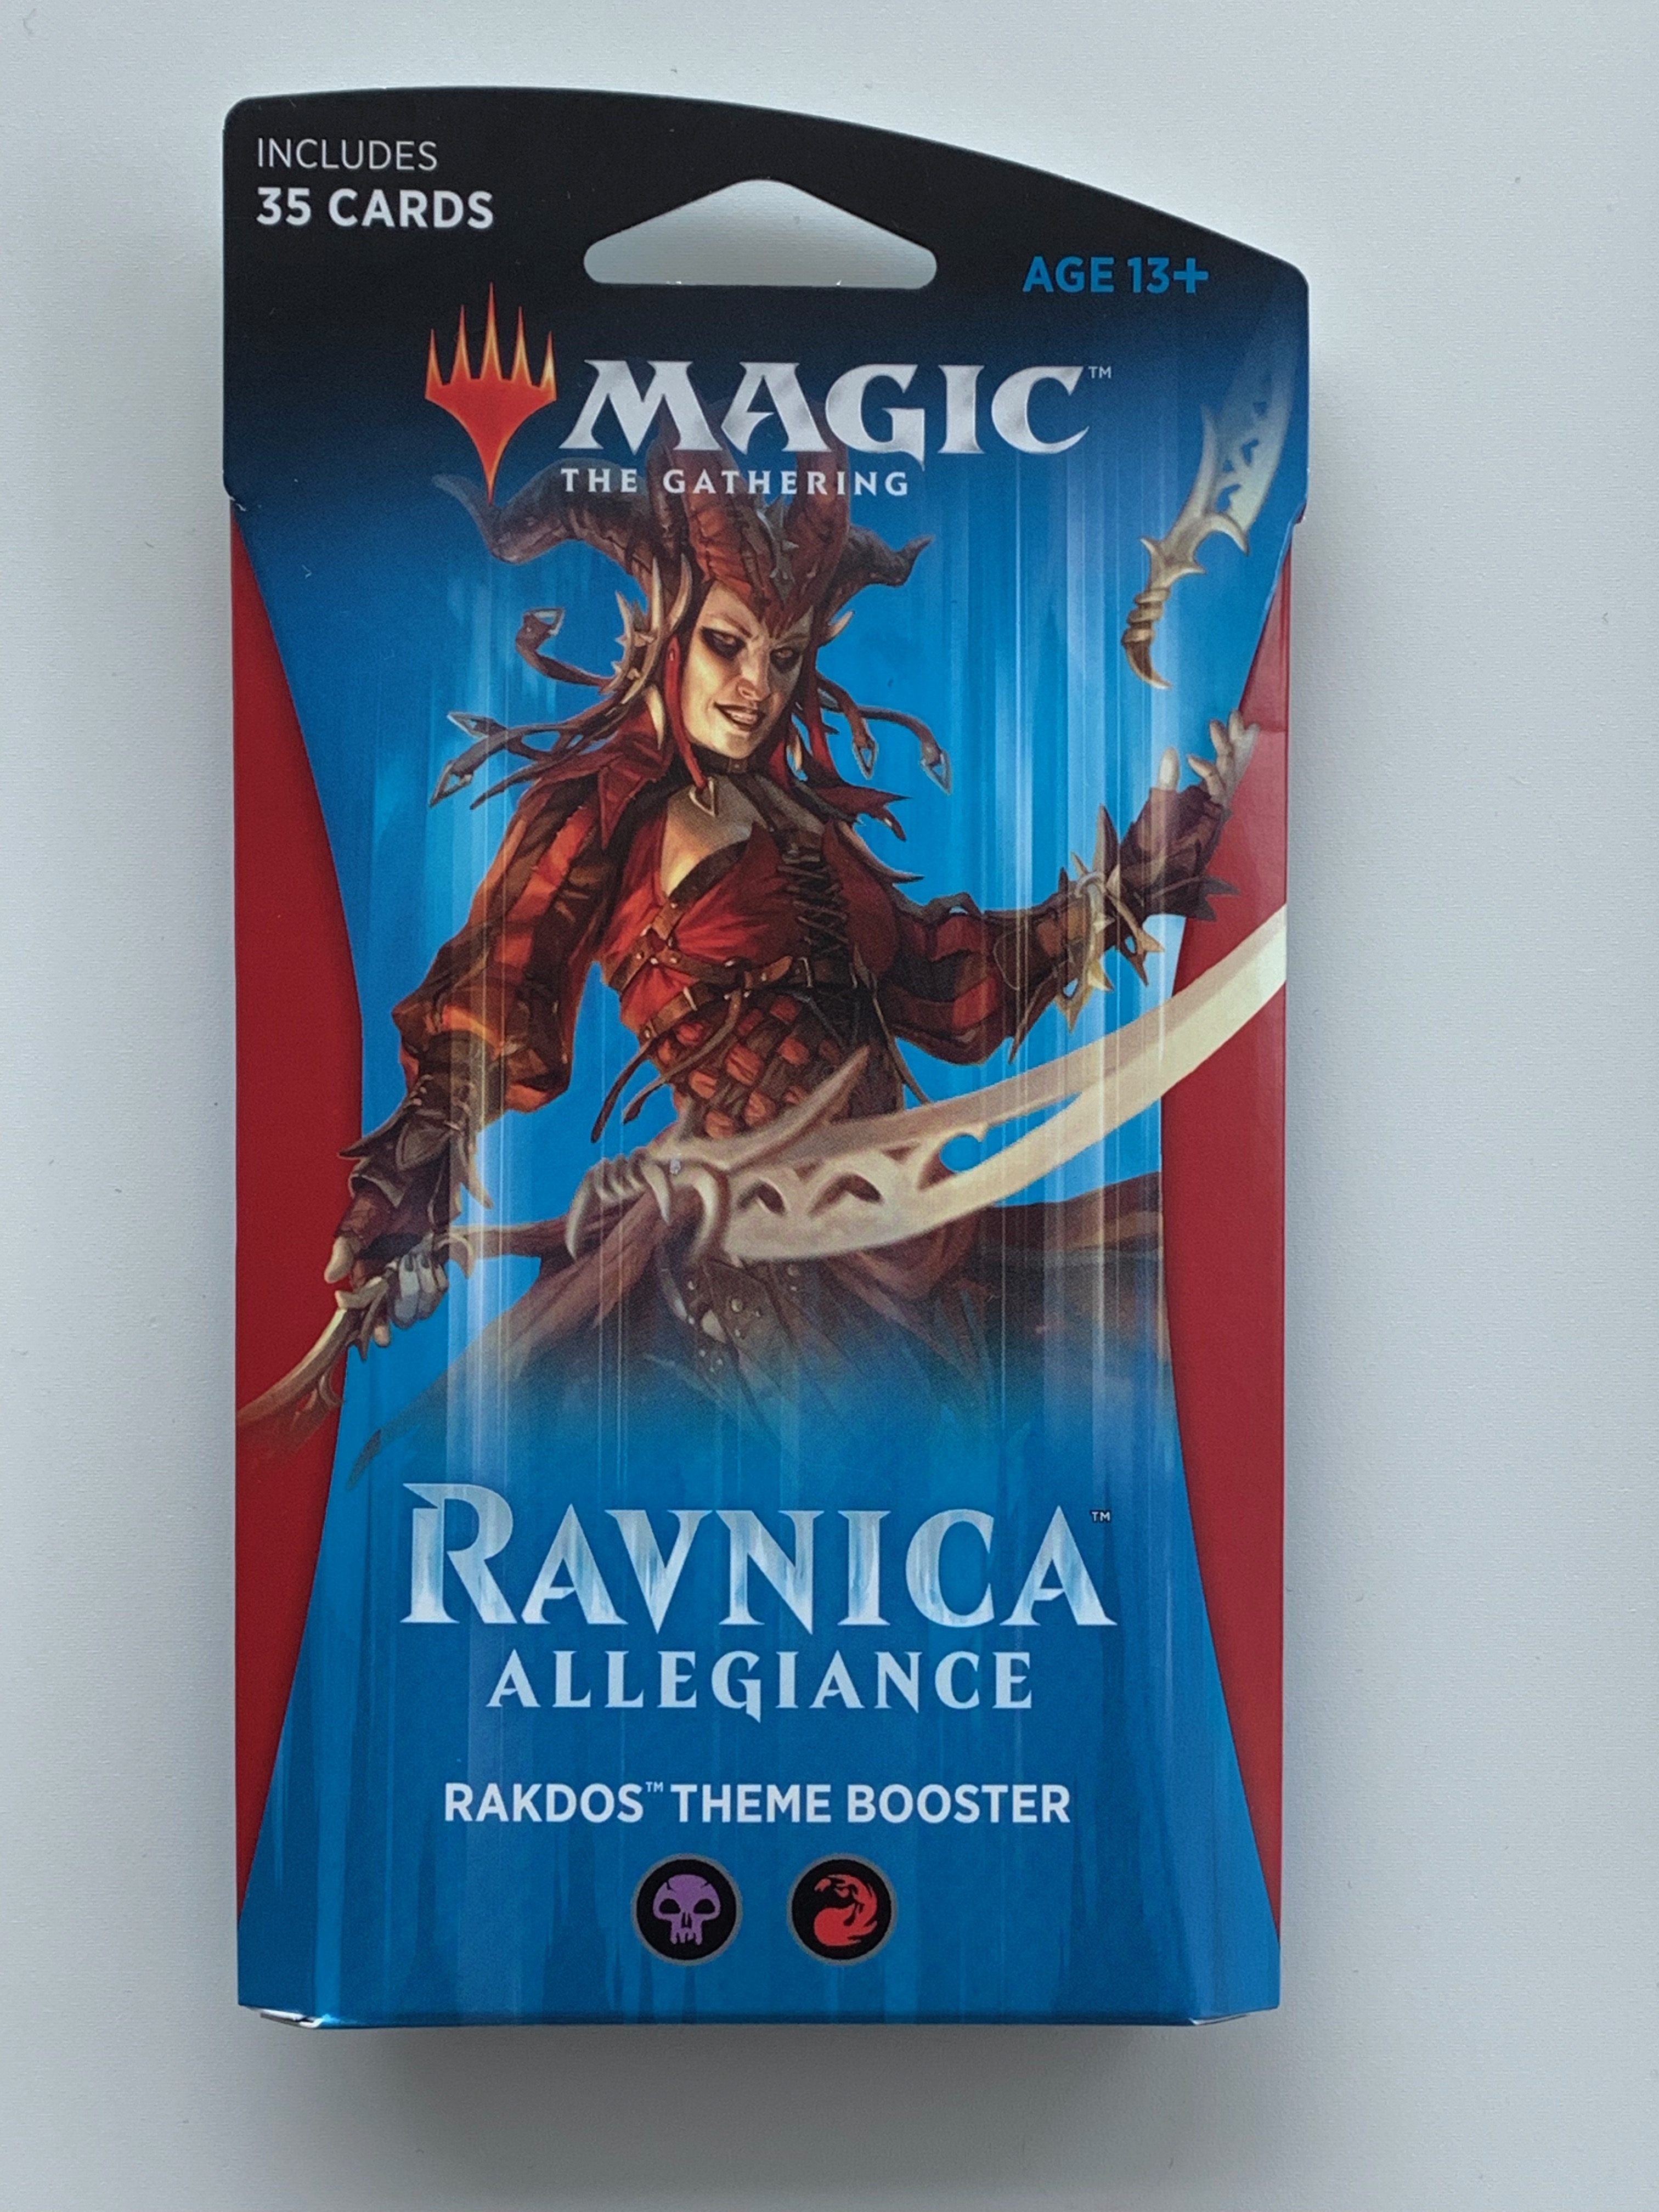 INCLUDES
35 CARDS
AGE 13+
MAGIC™
THE GATHERING
RAVNICA™
ALLEGIANCE
RAKDOS™ THEME BOOSTER